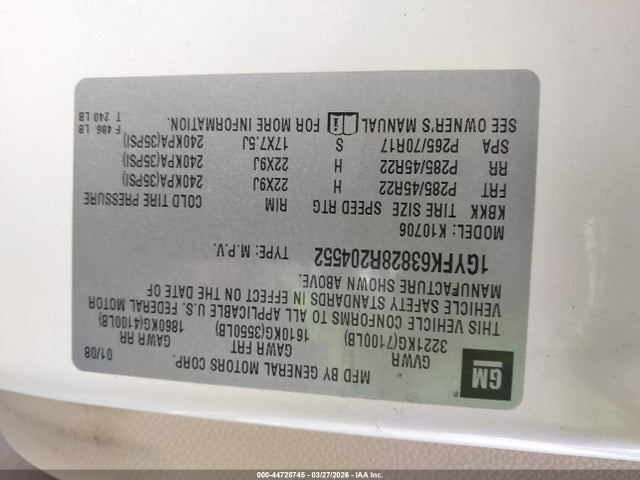 GM
MFD BY GENERAL MOTORS CORP. 01/08
GVWR GAWR FRT GAWR RR
3221KG(7100LB) 1610KG(3550LB) 1860KG(4100LB)
THIS VEHICLE CONFORMS TO ALL APPLICABLE U.S. FEDERAL MOTOR
VEHICLE SAFETY STANDARDS IN EFFECT ON THE DATE OF
MANUFACTURE SHOWN ABOVE.
1GYFK63828R204552 TYPE: M.P.V.
MODEL: K10706
KBKK TIRE SIZE SPEED RTG RIM COLD TIRE PRESSURE
FRT P285/45R22 H 22X9J 240KPA(35PSI)
RR P285/45R22 H 22X9J 240KPA(35PSI)
SPA P265/70R17 S 17X7.5J 240KPA(35PSI)
SEE OWNER'S MANUAL FOR MORE INFORMATION.
F 486 LB
T 240 LB
000-44728745 - 03/27/2026 - IAA Inc.